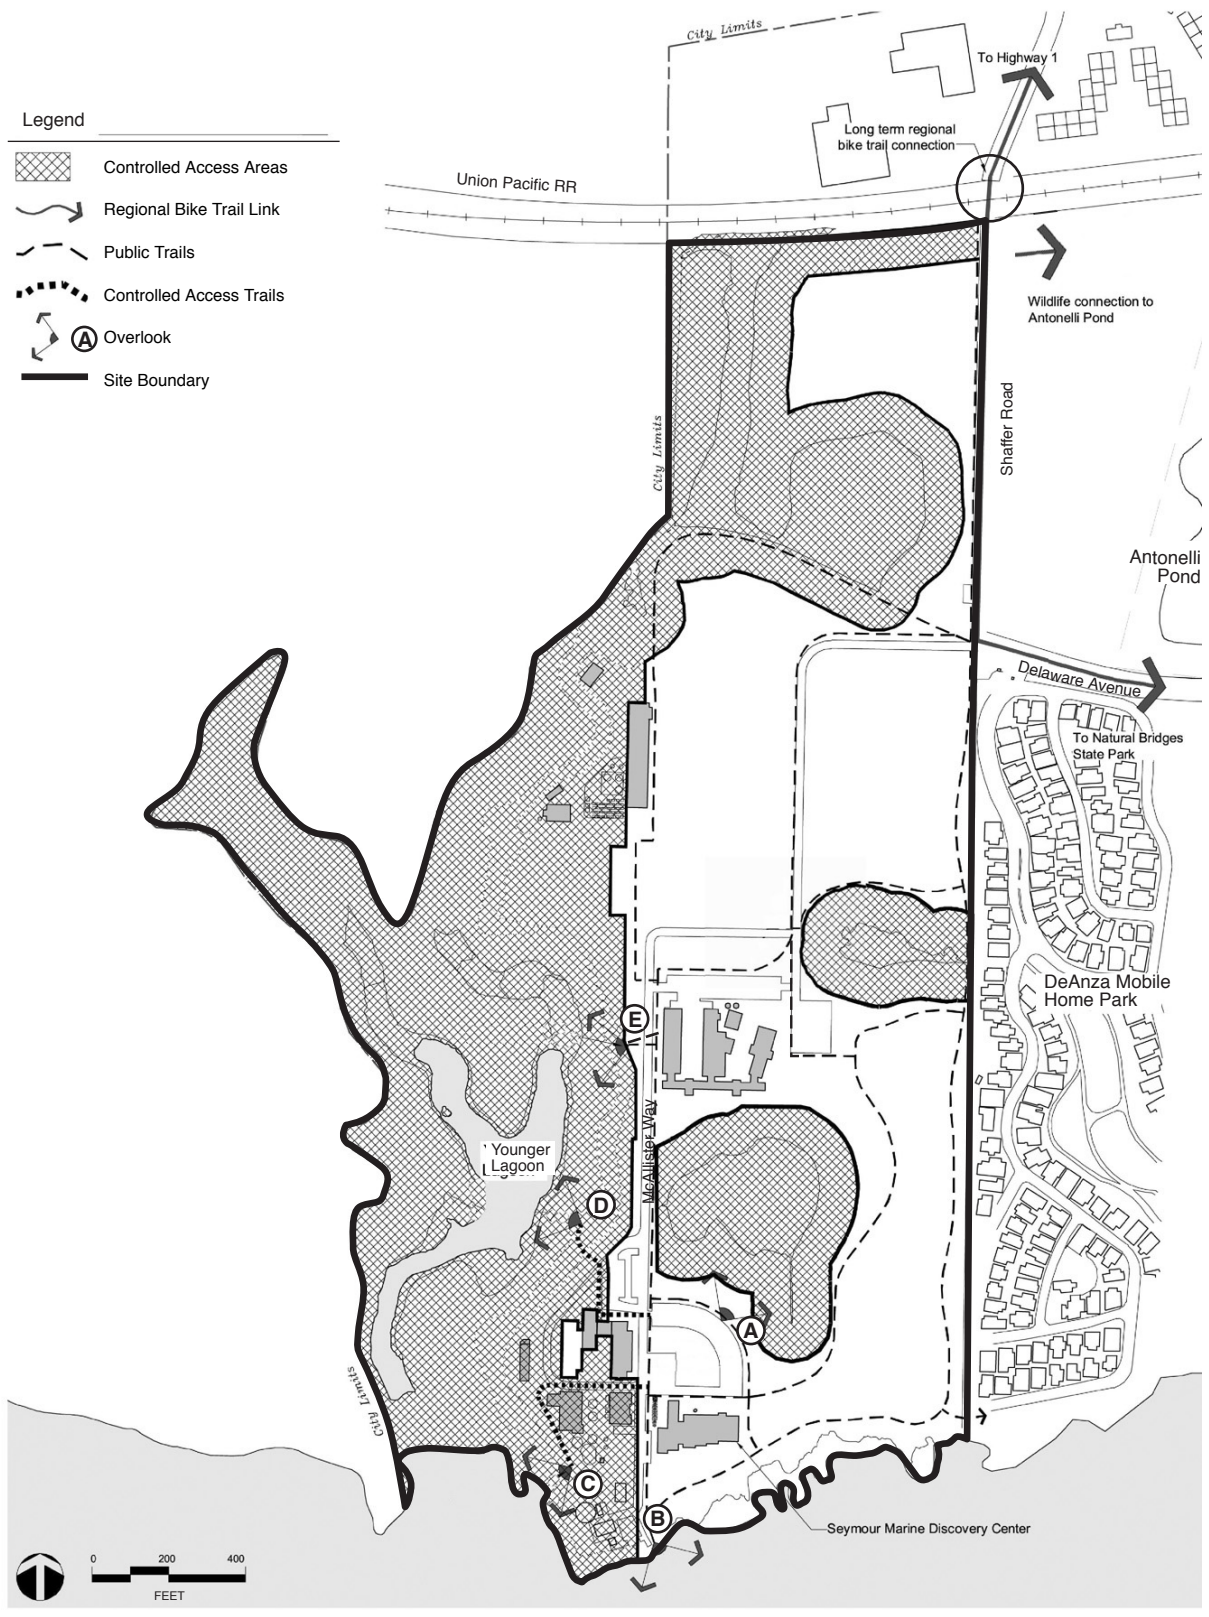 City Limits
To Highway 1
Legend
Controlled Access Areas
Regional Bike Trail Link
Public Trails
Controlled Access Trails
A Overlook
Site Boundary
Long term regional
bike trail connection
Union Pacific RR
Wildlife connection to
Antonelli Pond
Shaffer Road
City Limits
Antonelli
Pond
Delaware Avenue
To Natural Bridges
State Park
DeAnza Mobile
Home Park
E
McAllister Way
Younger
Lagoon
D
A
City Limits
C
B
Seymour Marine Discovery Center
0 200 400
FEET